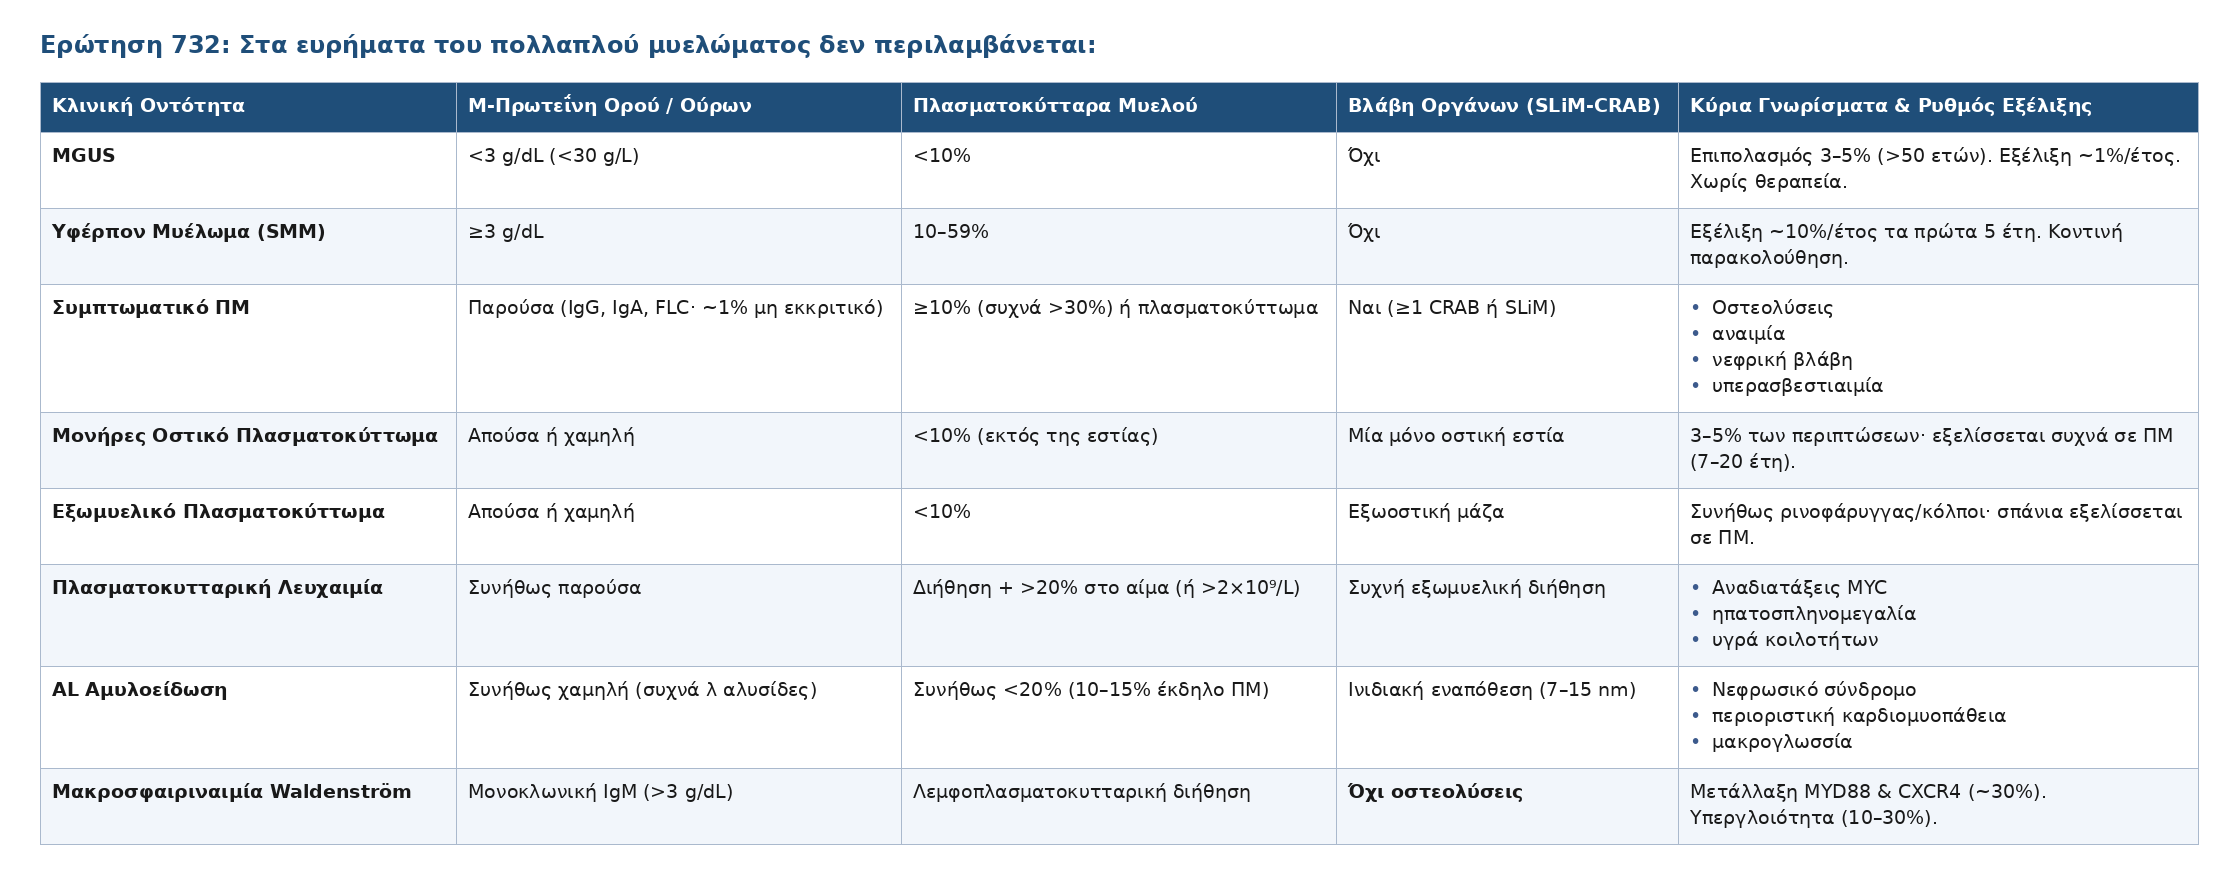 Ερώτηση 732: Στα ευρήματα του πολλαπλού μυελώματος δεν περιλαμβάνεται:
Κλινική Οντότητα	Μ-Πρωτεΐνη Ορού / Ούρων	Πλασματοκύτταρα Μυελού	Βλάβη Οργάνων (SLiM-CRAB)	Κύρια Γνωρίσματα & Ρυθμός Εξέλιξης
MGUS	<3 g/dL (<30 g/L)	<10%	Όχι	Επιπολασμός 3–5% (>50 ετών). Εξέλιξη ~1%/έτος.
Χωρίς θεραπεία.
Υφέρπον Μυέλωμα (SMM)	≥3 g/dL	10–59%	Όχι	Εξέλιξη ~10%/έτος τα πρώτα 5 έτη. Κοντινή
παρακολούθηση.
Συμπτωματικό ΠΜ	Παρούσα (IgG, IgA, FLC· ~1% μη εκκριτικό)	≥10% (συχνά >30%) ή πλασματοκύττωμα	Ναι (≥1 CRAB ή SLiM)	• Οστεολύσεις
• αναιμία
• νεφρική βλάβη
• υπερασβεστιαιμία
Μονήρες Οστικό Πλασματοκύττωμα	Απούσα ή χαμηλή	<10% (εκτός της εστίας)	Μία μόνο οστική εστία	3–5% των περιπτώσεων· εξελίσσεται συχνά σε ΠΜ
(7–20 έτη).
Εξωμυελικό Πλασματοκύττωμα	Απούσα ή χαμηλή	<10%	Εξωοστική μάζα	Συνήθως ρινοφάρυγγας/κόλποι· σπάνια εξελίσσεται
σε ΠΜ.
Πλασματοκυτταρική Λευχαιμία	Συνήθως παρούσα	Διήθηση + >20% στο αίμα (ή >2×10⁹/L)	Συχνή εξωμυελική διήθηση	• Αναδιατάξεις MYC
• ηπατοσπληνομεγαλία
• υγρά κοιλοτήτων
AL Αμυλοείδωση	Συνήθως χαμηλή (συχνά λ αλυσίδες)	Συνήθως <20% (10–15% έκδηλο ΠΜ)	Ινιδιακή εναπόθεση (7–15 nm)	• Νεφρωσικό σύνδρομο
• περιοριστική καρδιομυοπάθεια
• μακρογλωσσία
Μακροσφαιριναιμία Waldenström	Μονοκλωνική IgM (>3 g/dL)	Λεμφοπλασματοκυτταρική διήθηση	Όχι οστεολύσεις	Μετάλλαξη MYD88 & CXCR4 (~30%).
Υπεργλοιότητα (10–30%).